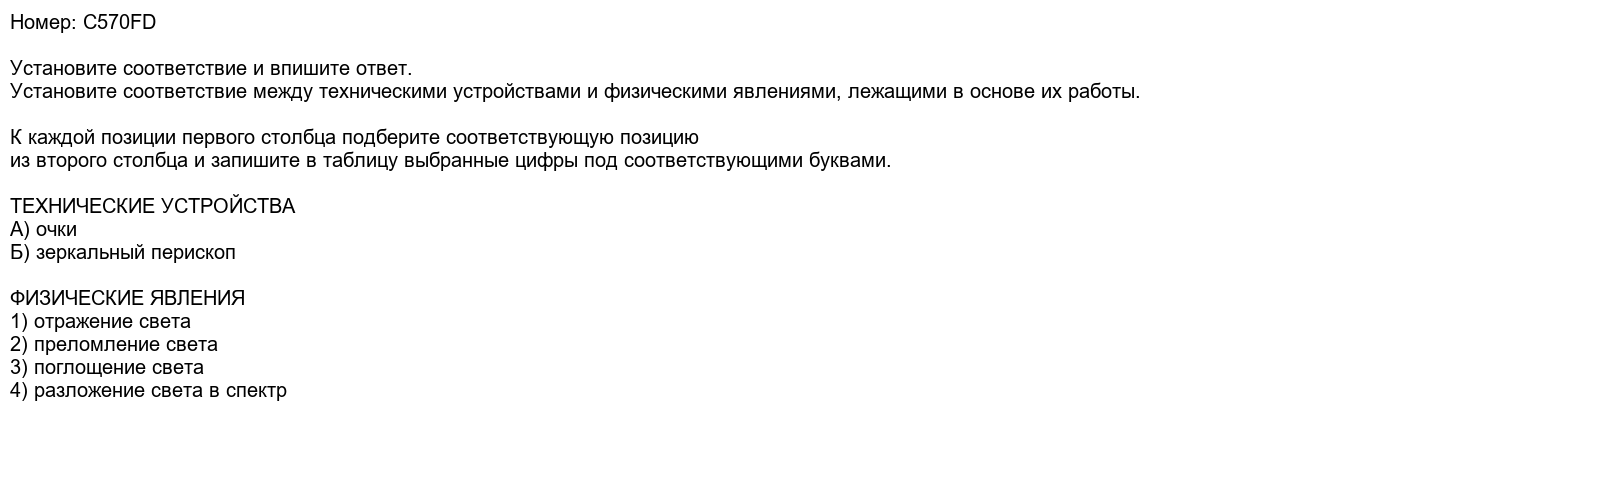 Номер: C570FD
Установите соответствие и впишите ответ.
Установите соответствие между техническими устройствами и физическими явлениями, лежащими в основе их работы.
К каждой позиции первого столбца подберите соответствующую позицию
из второго столбца и запишите в таблицу выбранные цифры под соответствующими буквами.
ТЕХНИЧЕСКИЕ УСТРОЙСТВА
А) очки
Б) зеркальный перископ
ФИЗИЧЕСКИЕ ЯВЛЕНИЯ
1) отражение света
2) преломление света
3) поглощение света
4) разложение света в спектр